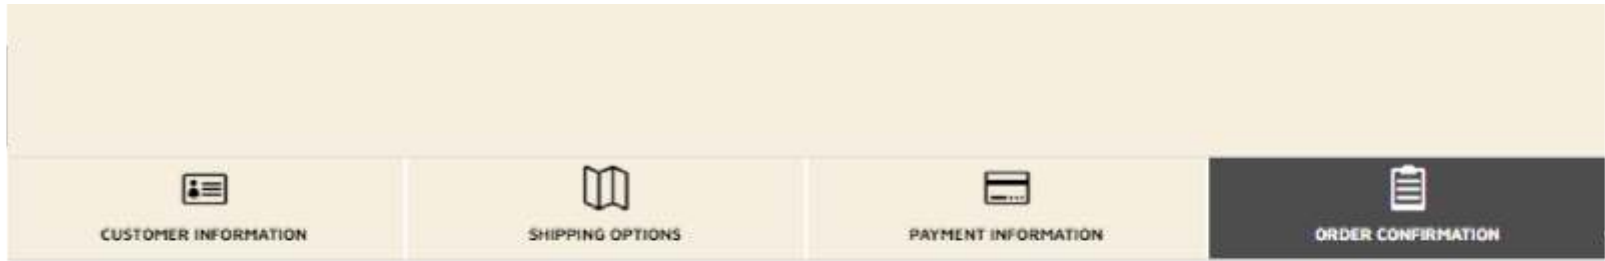 CUSTOMER INFORMATION
SHIPPING OPTIONS
PAYMENT INFORMATION
ORDER CONFIRMATION